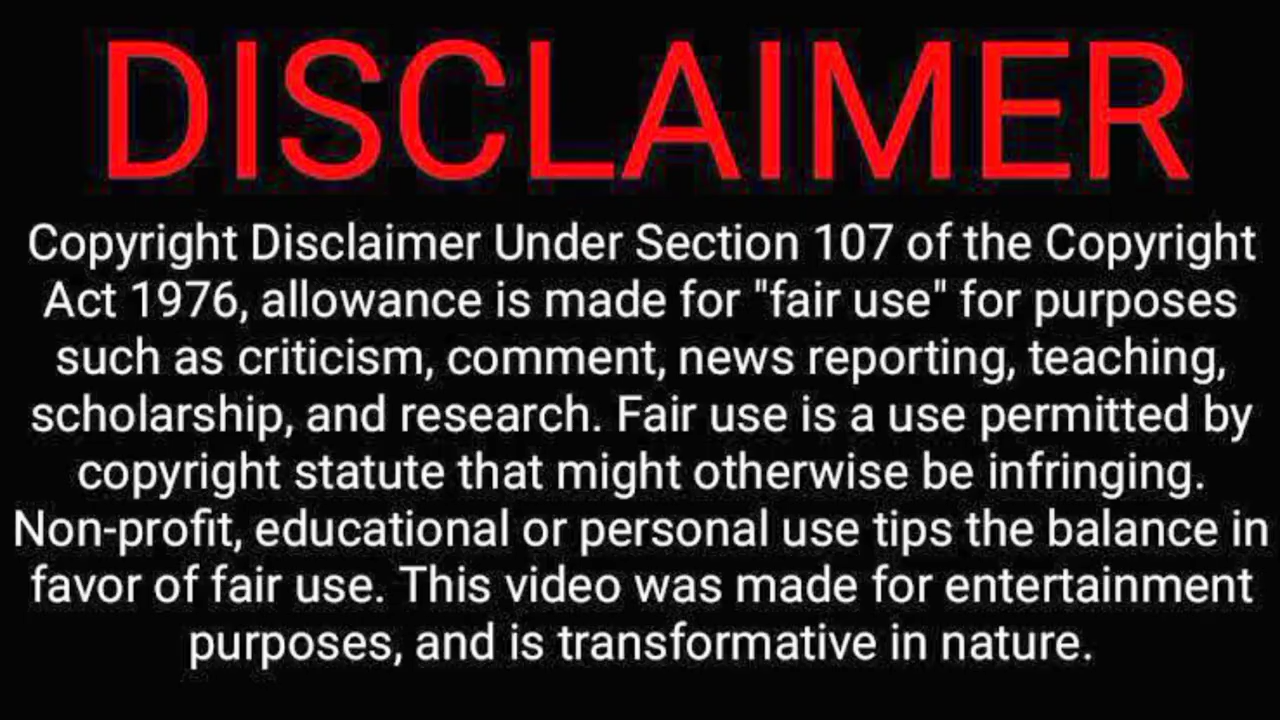 DISCLAIMER
Copyright Disclaimer Under Section 107 of the Copyright
Act 1976, allowance is made for "fair use" for purposes
such as criticism, comment, news reporting, teaching,
scholarship, and research. Fair use is a use permitted by
copyright statute that might otherwise be infringing.
Non-profit, educational or personal use tips the balance in
favor of fair use. This video was made for entertainment
purposes, and is transformative in nature.